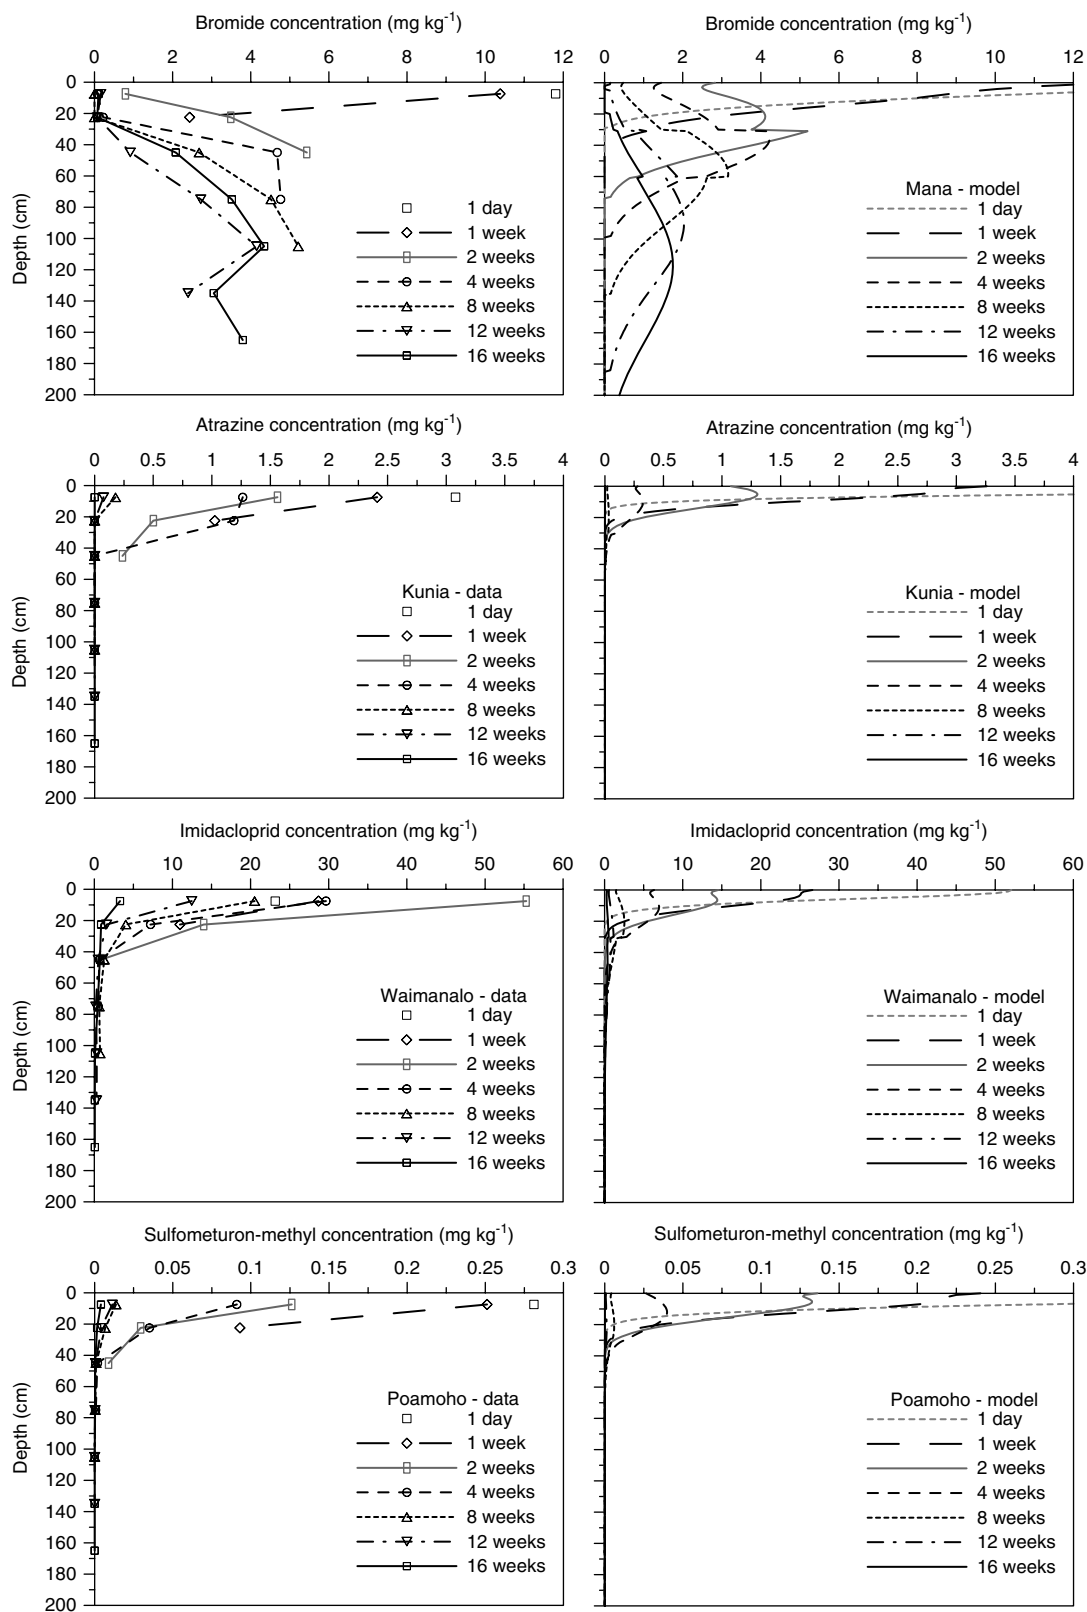 Bromide concentration (mg kg-1)
0 2 4 6 8 10 12
0
20
40
60
80
100
120
140
160
180
200
Depth (cm)
1 day
1 week
2 weeks
4 weeks
8 weeks
12 weeks
16 weeks
Bromide concentration (mg kg-1)
0 2 4 6 8 10 12
Mana - model
1 day
1 week
2 weeks
4 weeks
8 weeks
12 weeks
16 weeks
Atrazine concentration (mg kg-1)
0 0.5 1 1.5 2 2.5 3 3.5 4
0
20
40
60
80
100
120
140
160
180
200
Depth (cm)
Kunia - data
1 day
1 week
2 weeks
4 weeks
8 weeks
12 weeks
16 weeks
Atrazine concentration (mg kg-1)
0 0.5 1 1.5 2 2.5 3 3.5 4
Kunia - model
1 day
1 week
2 weeks
4 weeks
8 weeks
12 weeks
16 weeks
Imidacloprid concentration (mg kg-1)
0 10 20 30 40 50 60
0
20
40
60
80
100
120
140
160
180
200
Depth (cm)
Waimanalo - data
1 day
1 week
2 weeks
4 weeks
8 weeks
12 weeks
16 weeks
Imidacloprid concentration (mg kg-1)
0 10 20 30 40 50 60
Waimanalo - model
1 day
1 week
2 weeks
4 weeks
8 weeks
12 weeks
16 weeks
Sulfometuron-methyl concentration (mg kg-1)
0 0.05 0.1 0.15 0.2 0.25 0.3
0
20
40
60
80
100
120
140
160
180
200
Depth (cm)
Poamoho - data
1 day
1 week
2 weeks
4 weeks
8 weeks
12 weeks
16 weeks
Sulfometuron-methyl concentration (mg kg-1)
0 0.05 0.1 0.15 0.2 0.25 0.3
Poamoho - model
1 day
1 week
2 weeks
4 weeks
8 weeks
12 weeks
16 weeks